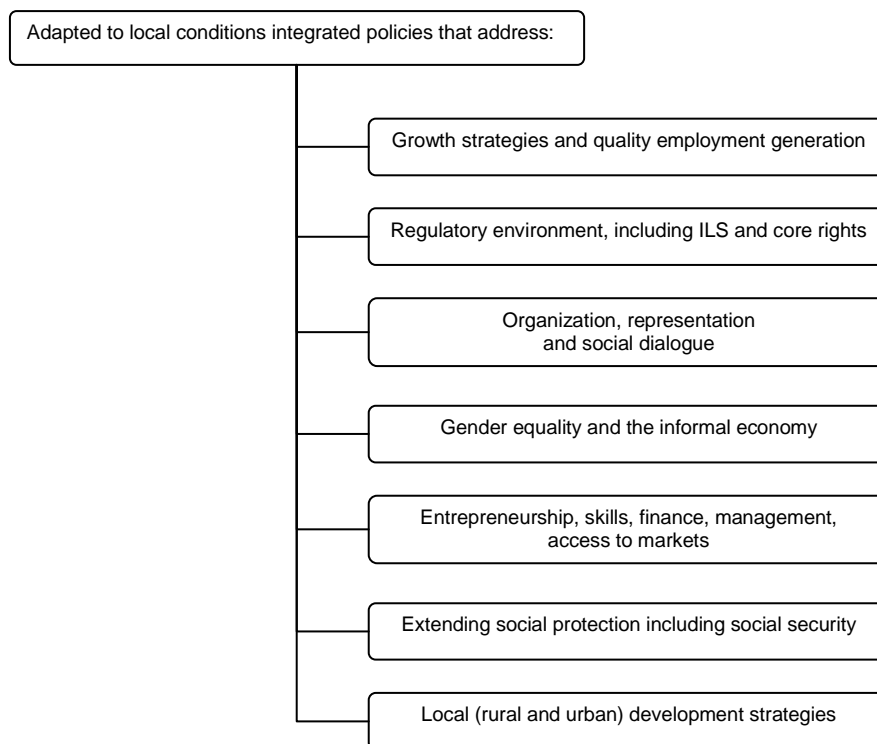 Adapted to local conditions integrated policies that address:
Growth strategies and quality employment generation
Regulatory environment, including ILS and core rights
Organization, representation
and social dialogue
Gender equality and the informal economy
Entrepreneurship, skills, finance, management,
access to markets
Extending social protection including social security
Local (rural and urban) development strategies